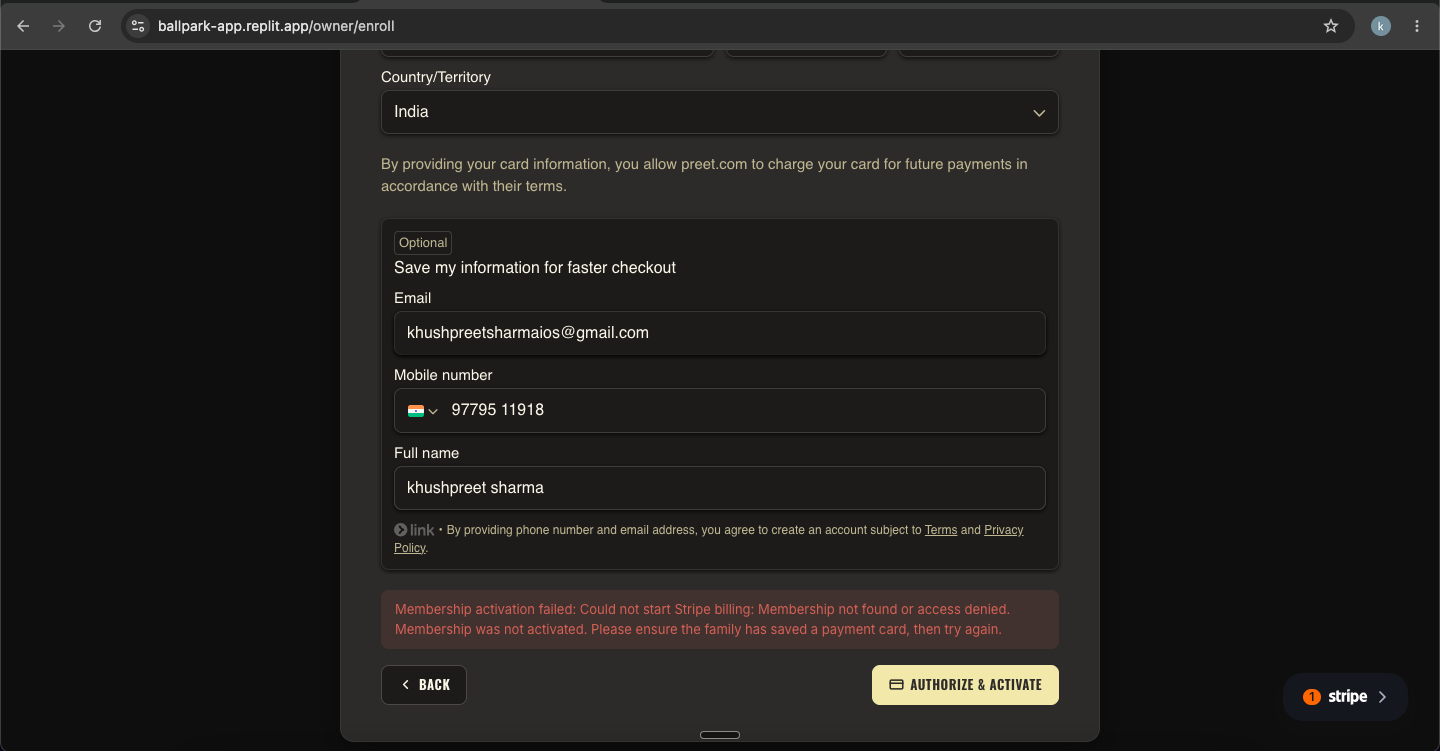 ballpark-app.replit.app/owner/enroll
k
Country/Territory
India
By providing your card information, you allow preet.com to charge your card for future payments in
accordance with their terms.
Optional
Save my information for faster checkout
Email
khushpreetsharmaios@gmail.com
Mobile number
97795 11918
Full name
khushpreet sharma
link • By providing phone number and email address, you agree to create an account subject to Terms and Privacy
Policy.
Membership activation failed: Could not start Stripe billing: Membership not found or access denied.
Membership was not activated. Please ensure the family has saved a payment card, then try again.
BACK
AUTHORIZE & ACTIVATE
1 stripe